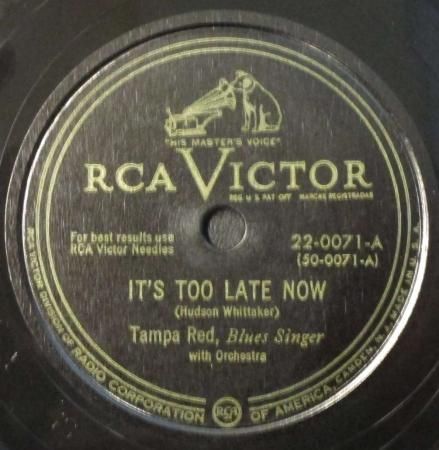 "HIS MASTER'S VOICE"
RCA VICTOR
REG U S PAT OFF MARCAS REGISTRADAS
For best results use
RCA Victor Needles
22-0071-A
(50-0071-A)
IT'S TOO LATE NOW
(Hudson Whittaker)
Tampa Red, Blues Singer
with Orchestra
RCA VICTOR DIVISION OF RADIO CORPORATION RCA OF AMERICA, CAMDEN, N.J. MADE IN U.S.A.